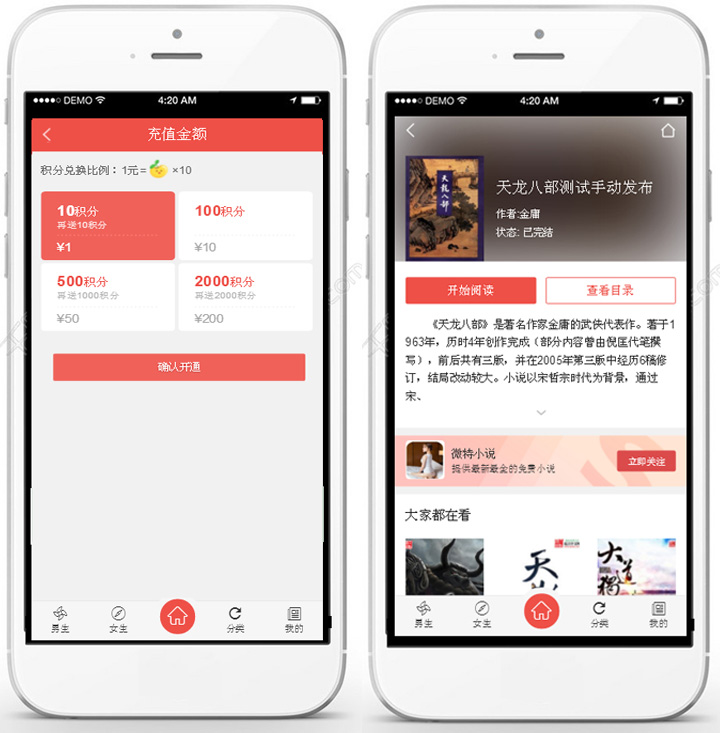 DEMO
4:20 AM
充值金额
积分兑换比例：1元=
×10
10积分
再送10积分
¥1
100积分
¥10
500积分
再送1000积分
¥50
2000积分
再送2000积分
¥200
确认开通
男生
女生
分类
我的
DEMO
4:20 AM
天龙八部
天龙八部测试手动发布
作者:金庸
状态: 已完结
开始阅读
查看目录
《天龙八部》是著名作家金庸的武侠代表作。著于1
963年，历时4年创作完成（部分内容曾由倪匡代笔撰
写），前后共有三版，并在2005年第三版中经历6稿修
订，结局改动较大。小说以宋哲宗时代为背景，通过
宋、
微特小说
提供最新最全的免费小说
立即关注
大家都在看
大道独
男生
女生
分类
我的